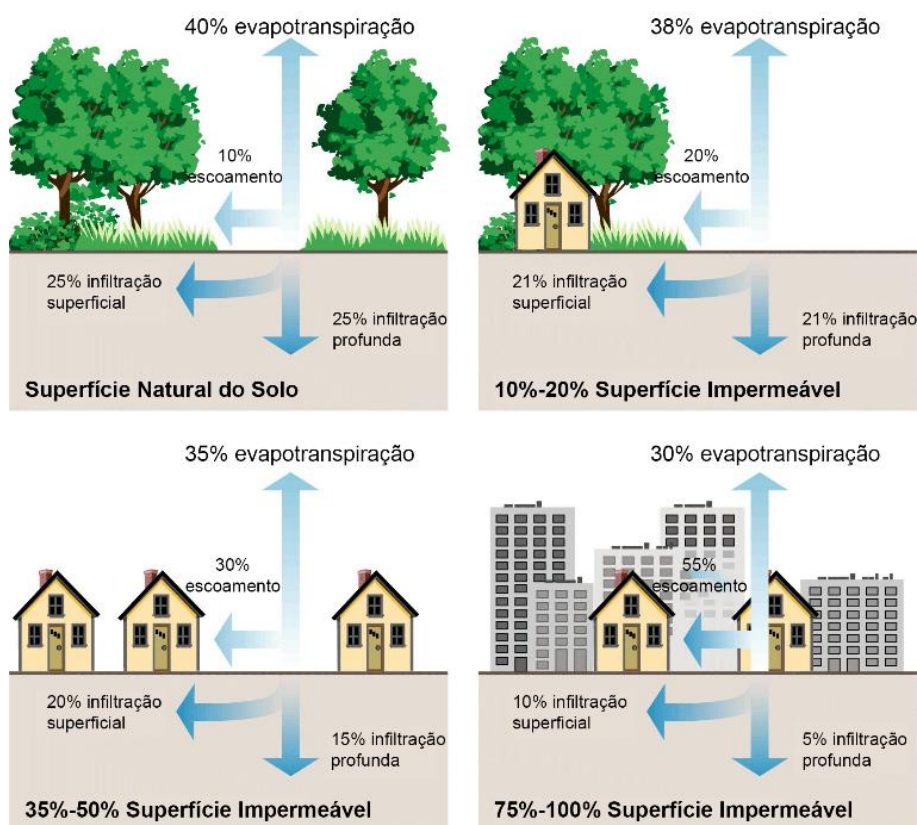 40% evapotranspiração
10%
escoamento
25% infiltração
superficial
25% infiltração
profunda
Superfície Natural do Solo
38% evapotranspiração
20%
escoamento
21% infiltração
superficial
21% infiltração
profunda
10%-20% Superfície Impermeável
35% evapotranspiração
30%
escoamento
20% infiltração
superficial
15% infiltração
profunda
35%-50% Superfície Impermeável
30% evapotranspiração
55%
escoamento
10% infiltração
superficial
5% infiltração
profunda
75%-100% Superfície Impermeável